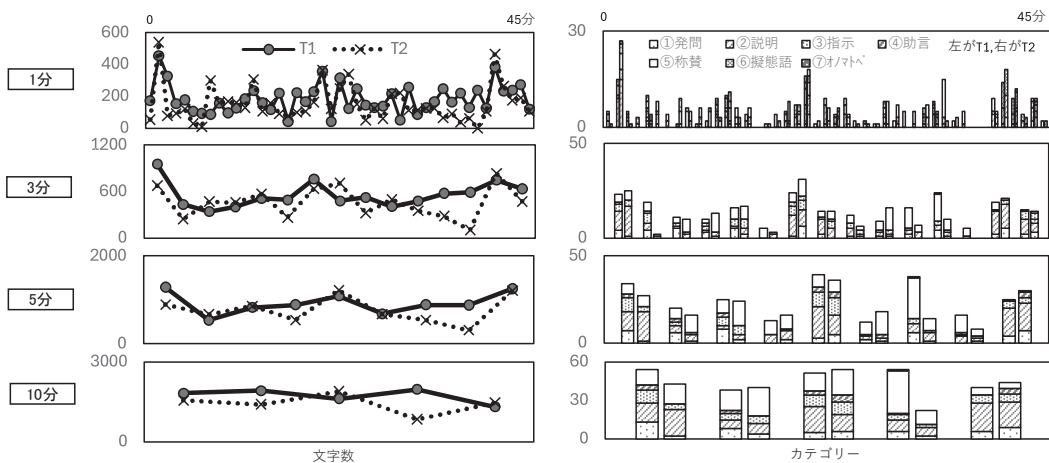 0 45分
600
400
200
0
T1 T2
1分
1200
600
0
3分
2000
0
5分
3000
0
10分
文字数
0 45分
30
0
①発問 ②説明 ③指示 ④助言 左がT1,右がT2
⑤称賛 ⑥擬態語 ⑦オノマトペ
50
0
50
0
60
30
0
カテゴリー